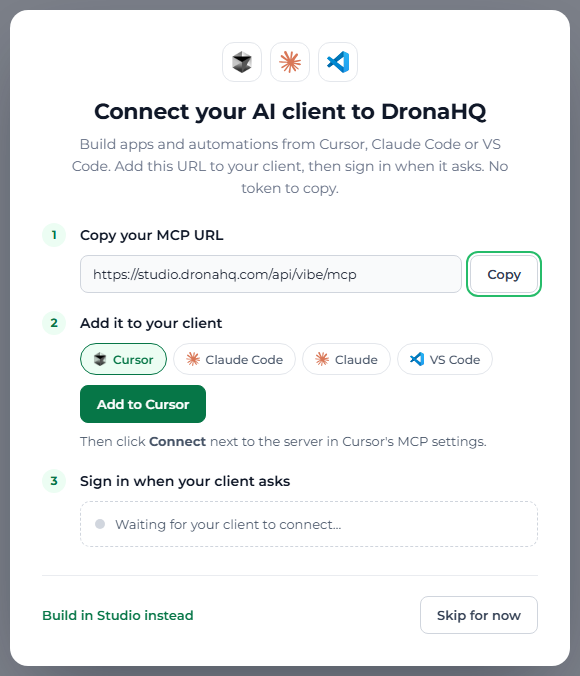 Connect your AI client to DronaHQ
Build apps and automations from Cursor, Claude Code or VS
Code. Add this URL to your client, then sign in when it asks. No
token to copy.
1 Copy your MCP URL
https://studio.dronahq.com/api/vibe/mcp Copy
2 Add it to your client
Cursor Claude Code Claude VS Code
Add to Cursor
Then click Connect next to the server in Cursor's MCP settings.
3 Sign in when your client asks
Waiting for your client to connect...
Build in Studio instead Skip for now